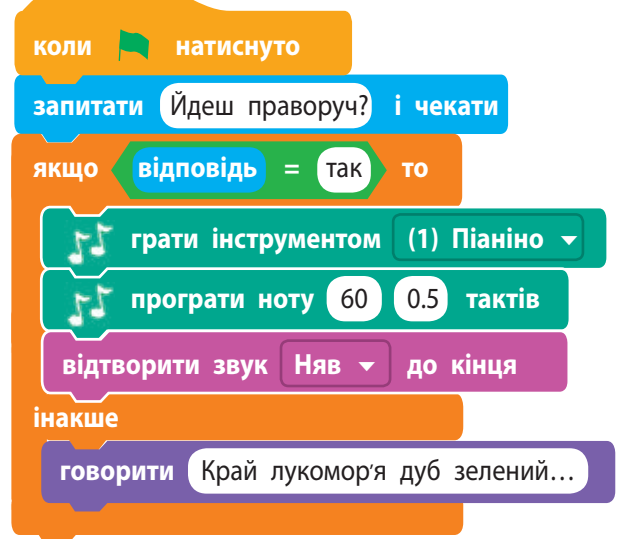 коли натиснуто
запитати Йдеш праворуч? і чекати
якщо відповідь = так то
грати інструментом (1) Піаніно
програти ноту 60 0.5 тактів
відтворити звук Няв до кінця
інакше
говорити Край лукомор'я дуб зелений...